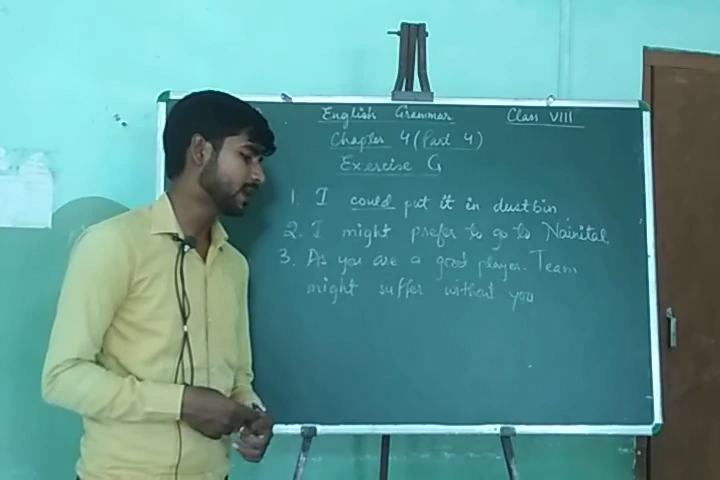 English Grammar Class VIII
Chapter 4 (Part 4)
Exercise G
1. I could put it in dustbin
2. I might prefer to go to Nainital
3. As you are a good player. Team
might suffer without you